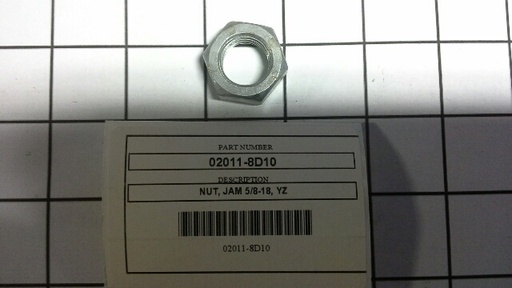 PART NUMBER
02011-8D10
DESCRIPTION
NUT, JAM 5/8-18, YZ
02011-8D10